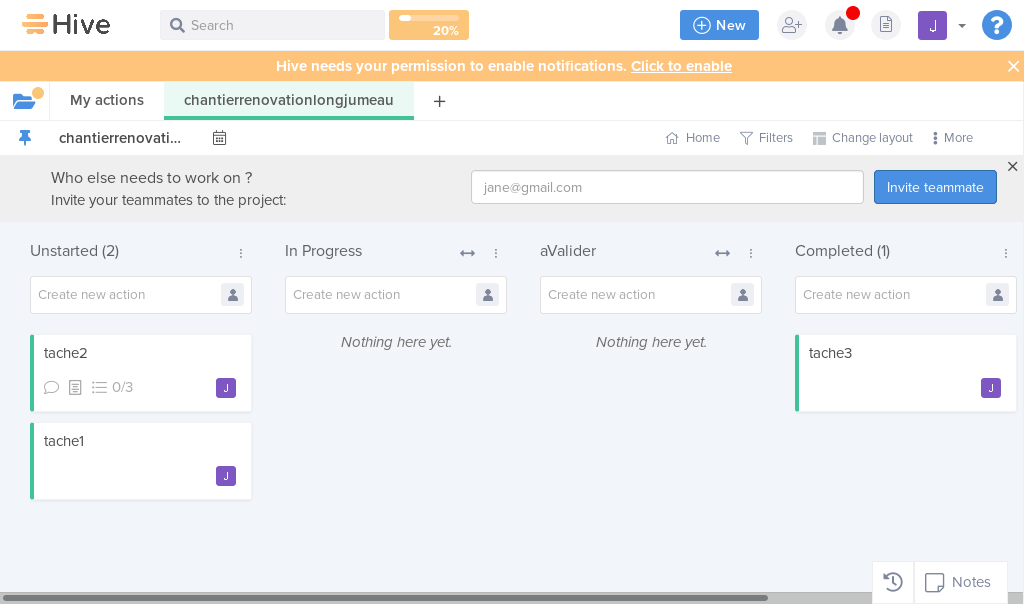 Hive
Search
20%
New
J
?
Hive needs your permission to enable notifications. Click to enable
My actions
chantierrenovationlongjumeau
+
chantierrenovati...
Home
Filters
Change layout
More
Who else needs to work on ?
Invite your teammates to the project:
jane@gmail.com
Invite teammate
Unstarted (2)
In Progress
aValider
Completed (1)
Create new action
Create new action
Create new action
Create new action
tache2
0/3
J
tache1
J
Nothing here yet.
Nothing here yet.
tache3
J
Notes